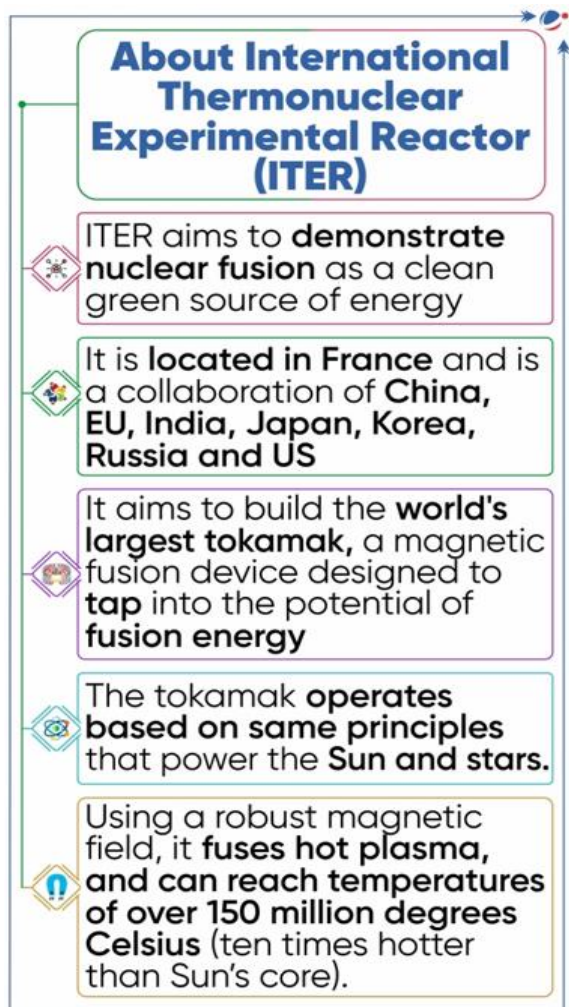 About International
Thermonuclear
Experimental Reactor
(ITER)
ITER aims to demonstrate
nuclear fusion as a clean
green source of energy
It is located in France and is
a collaboration of China,
EU, India, Japan, Korea,
Russia and US
It aims to build the world's
largest tokamak, a magnetic
fusion device designed to
tap into the potential of
fusion energy
The tokamak operates
based on same principles
that power the Sun and stars.
Using a robust magnetic
field, it fuses hot plasma,
and can reach temperatures
of over 150 million degrees
Celsius (ten times hotter
than Sun's core).